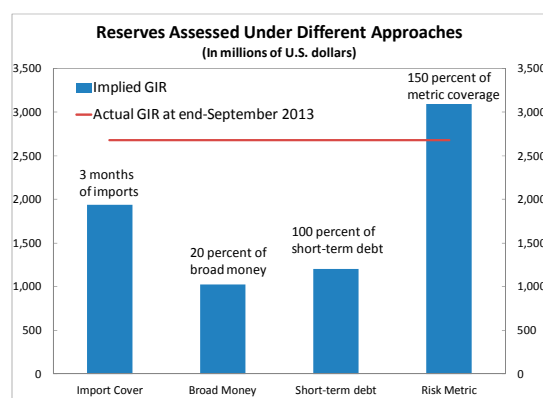 Reserves Assessed Under Different Approaches
(In millions of U.S. dollars)
3,500
3,000
2,500
2,000
1,500
1,000
500
0
Implied GIR
Actual GIR at end-September 2013
3 months
of imports
20 percent of
broad money
100 percent of
short-term debt
150 percent of
metric coverage
3,500
3,000
2,500
2,000
1,500
1,000
500
0
Import Cover
Broad Money
Short-term debt
Risk Metric